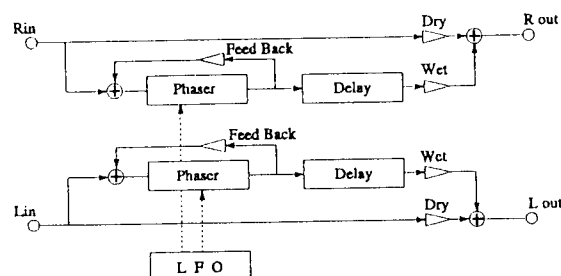 Rin
Dry
R out
Feed Back
Wet
Phaser
Delay
Feed Back
Wet
Phaser
Delay
Lin
Dry
L out
L F O